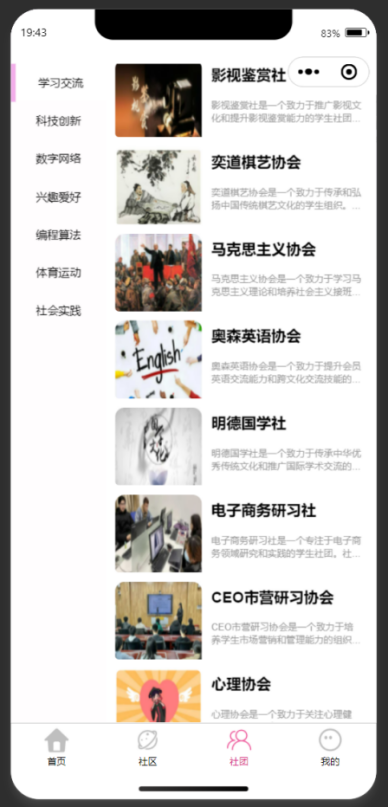 19:43
83%
学习交流
科技创新
数字网络
兴趣爱好
编程算法
体育运动
社会实践
影视鉴赏社
影视鉴赏社是一个致力于推广影视文
化和提升影视鉴赏能力的学生社团...
奕道棋艺协会
奕道棋艺协会是一个致力于传承和弘
扬中国传统棋艺文化的学生组织。...
马克思主义协会
马克思主义协会是一个致力于学习马
克思主义理论和培养社会主义接班...
奥森英语协会
English
奥森英语协会是一个致力于提升会员
英语交流能力和跨文化交流技能的...
明德国学社
明德国学社是一个致力于传承中华优
秀传统文化和推广国际学术交流的...
电子商务研习社
电子商务研习社是一个专注于电子商
务领域研究和实践的学生社团。社...
CEO市营研习协会
CEO市营研习协会是一个致力于培
养学生市场营销和管理能力的组织...
心理协会
心理协会是一个致力于关注心理健
首页
社区
社团
我的